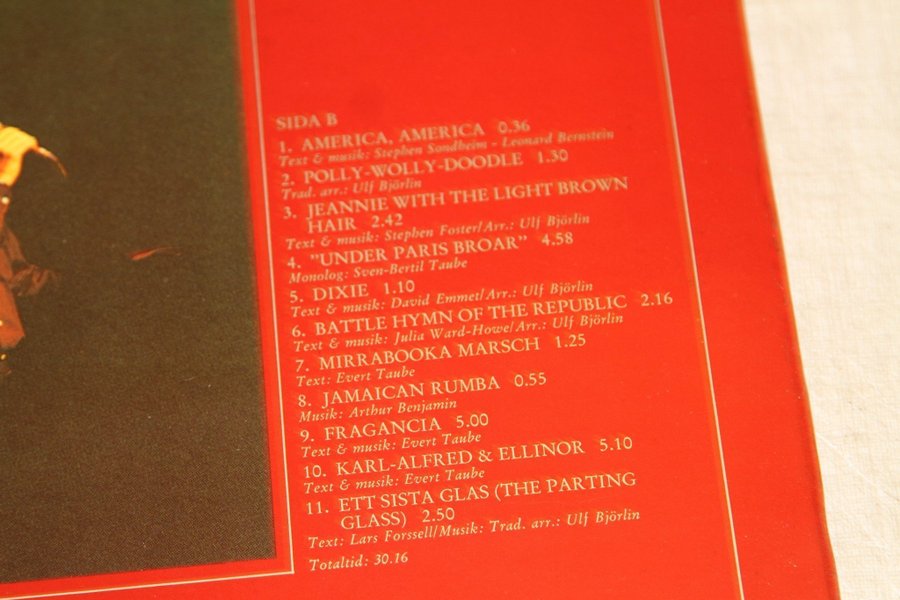 SIDA B
1. AMERICA, AMERICA 0.36
Text & musik: Stephen Sondheim - Leonard Bernstein
2. POLLY-WOLLY-DOODLE 1.30
Trad. arr.: Ulf Björlin
3. JEANNIE WITH THE LIGHT BROWN
HAIR 2.42
Text & musik: Stephen Foster/Arr.: Ulf Björlin
4. "UNDER PARIS BROAR" 4.58
Monolog: Sven-Bertil Taube
5. DIXIE 1.10
Text & musik: David Emmet/Arr.: Ulf Björlin
6. BATTLE HYMN OF THE REPUBLIC 2.16
Text & musik: Julia Ward-Howe/Arr.: Ulf Björlin
7. MIRRABOOKA MARSCH 1.25
Text: Evert Taube
8. JAMAICAN RUMBA 0.55
Musik: Arthur Benjamin
9. FRAGANCIA 5.00
Text & musik: Evert Taube
10. KARL-ALFRED & ELLINOR 5.10
Text & musik: Evert Taube
11. ETT SISTA GLAS (THE PARTING
GLASS) 2.50
Text: Lars Forssell/Musik: Trad. arr.: Ulf Björlin
Totaltid: 30.16